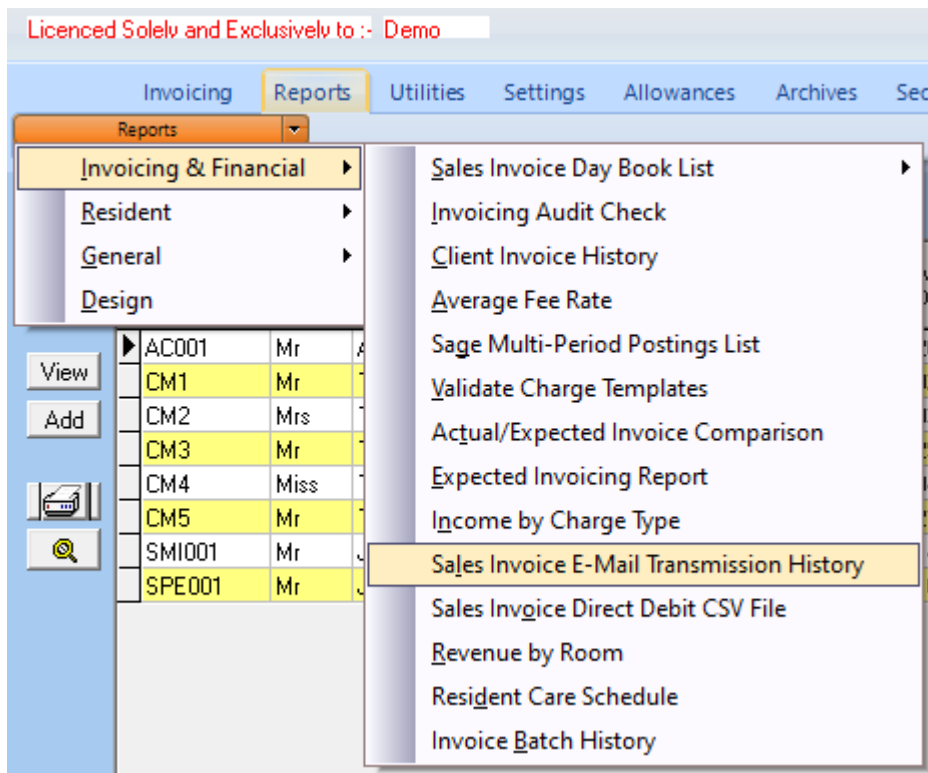 Licenced Solely and Exclusively to :- Demo
Invoicing Reports Utilities Settings Allowances Archives
Reports
Invoicing & Financial
Resident
General
Design
Sales Invoice Day Book List
Invoicing Audit Check
Client Invoice History
Average Fee Rate
Sage Multi-Period Postings List
Validate Charge Templates
Actual/Expected Invoice Comparison
Expected Invoicing Report
Income by Charge Type
Sales Invoice E-Mail Transmission History
Sales Invoice Direct Debit CSV File
Revenue by Room
Resident Care Schedule
Invoice Batch History
View
Add
AC001 Mr
CM1 Mr
CM2 Mrs
CM3 Mr
CM4 Miss
CM5 Mr
SMI001 Mr
SPE001 Mr